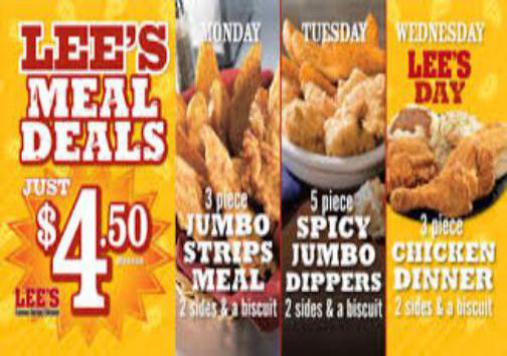 LEE'S
MEAL
DEALS
JUST
$4.50
LEE'S
MONDAY
3 piece
JUMBO
STRIPS
MEAL
2 sides & a biscuit
TUESDAY
5 piece
SPICY
JUMBO
DIPPERS
2 sides & a biscuit
WEDNESDAY
LEE'S
DAY
3 piece
CHICKEN
DINNER
2 sides & a biscuit